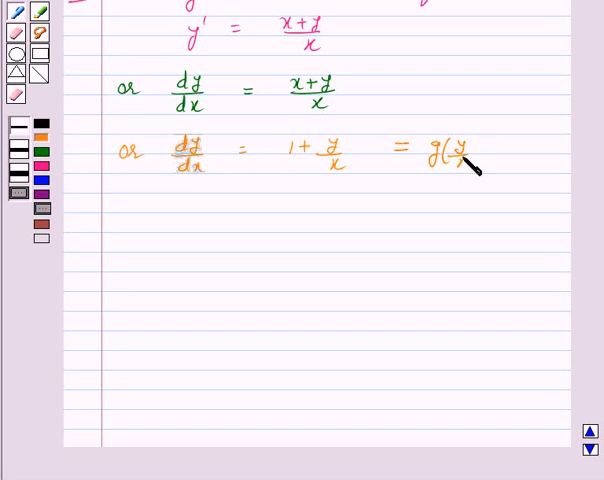 y' = x+y/x
or dy/dx = x+y/x
or dy/dx = 1+ y/x = g(y/